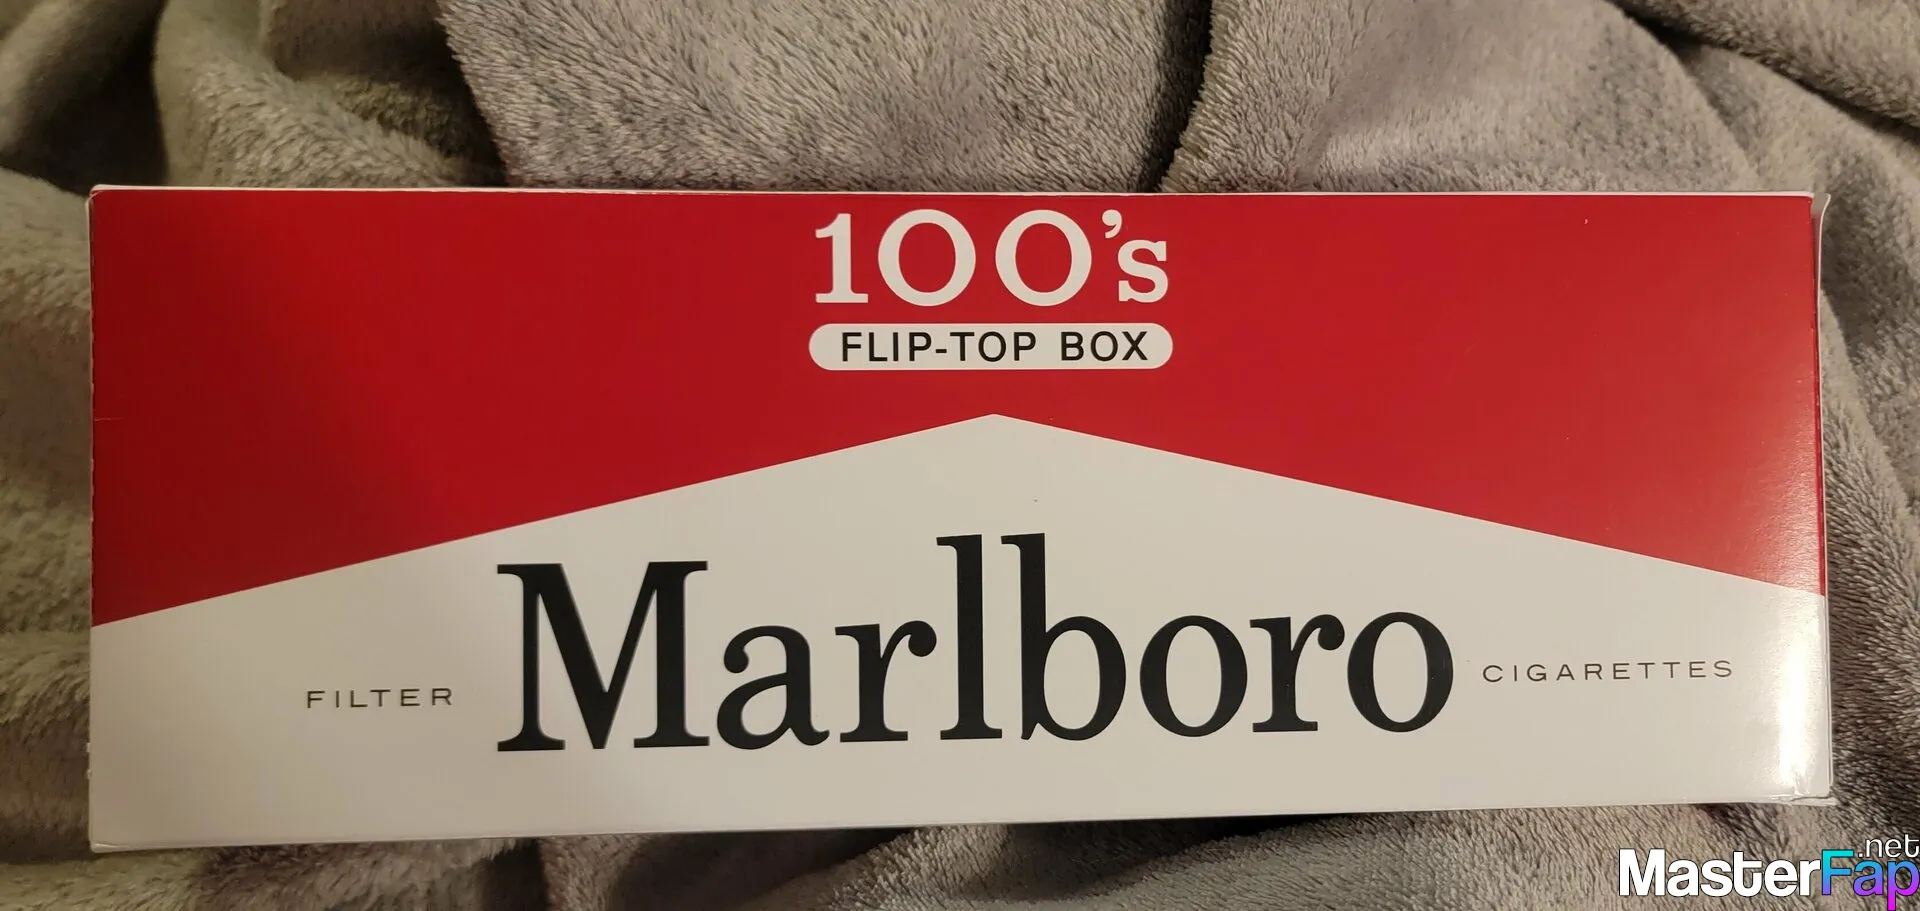 100's
FLIP-TOP BOX
FILTER Marlboro CIGARETTES
MasterFap.net